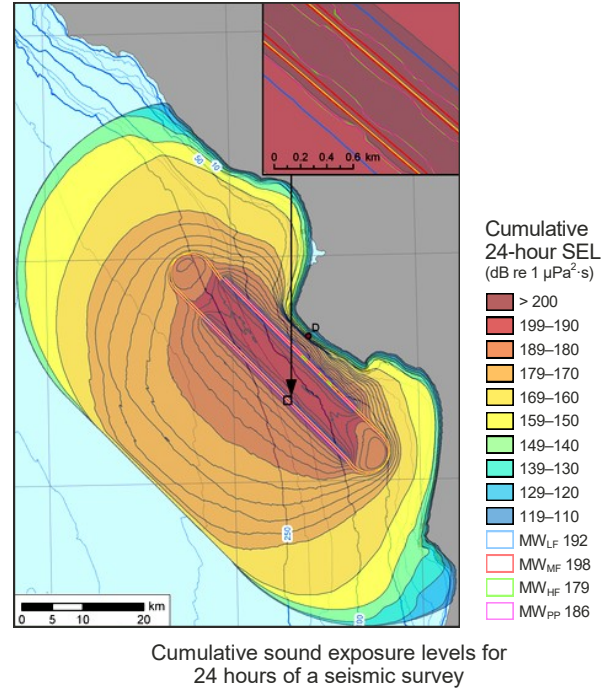 0 0.2 0.4 0.6 km
50
10
D
250
km
0 5 10 20
Cumulative
24-hour SEL
(dB re 1 µPa²·s)
> 200
199–190
189–180
179–170
169–160
159–150
149–140
139–130
129–120
119–110
MWLF 192
MWMF 198
MWHF 179
MWPP 186
Cumulative sound exposure levels for
24 hours of a seismic survey